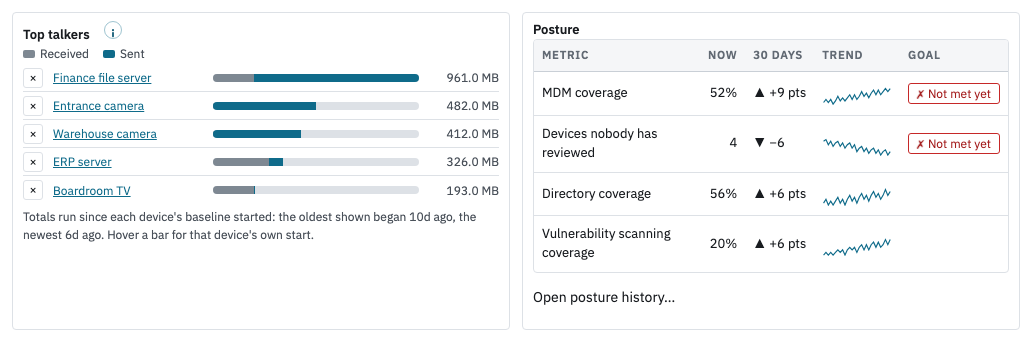 Top talkers
Received Sent
× Finance file server 961.0 MB
× Entrance camera 482.0 MB
× Warehouse camera 412.0 MB
× ERP server 326.0 MB
× Boardroom TV 193.0 MB
Totals run since each device's baseline started: the oldest shown began 10d ago, the
newest 6d ago. Hover a bar for that device's own start.
Posture
METRIC NOW 30 DAYS TREND GOAL
MDM coverage 52% ▲ +9 pts ✗ Not met yet
Devices nobody has
reviewed 4 ▼ −6 ✗ Not met yet
Directory coverage 56% ▲ +6 pts
Vulnerability scanning
coverage 20% ▲ +6 pts
Open posture history...